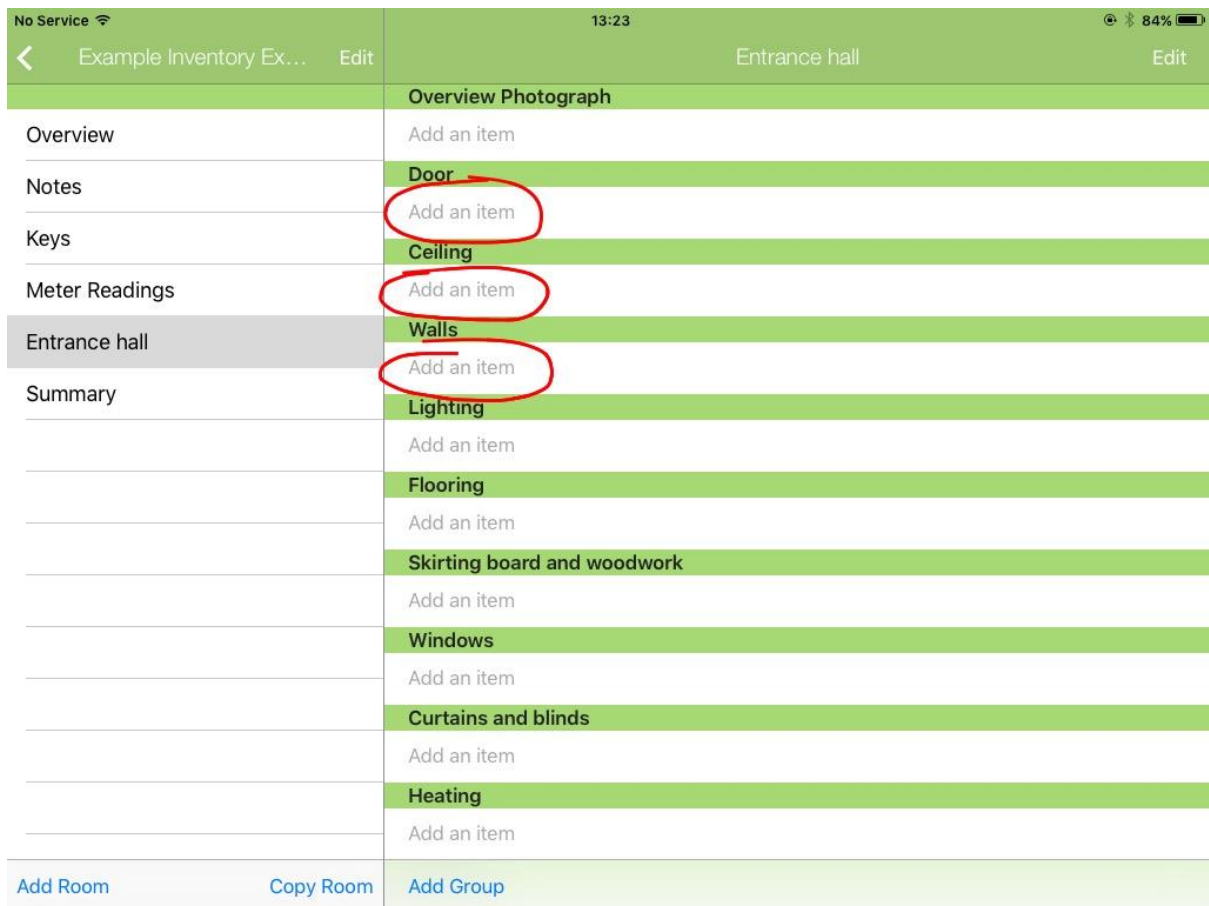 No Service 13:23 84%
Example Inventory Ex... Edit
Entrance hall Edit
Overview
Notes
Keys
Meter Readings
Entrance hall
Summary
Add Room Copy Room
Overview Photograph
Add an item
Door
Add an item
Ceiling
Add an item
Walls
Add an item
Lighting
Add an item
Flooring
Add an item
Skirting board and woodwork
Add an item
Windows
Add an item
Curtains and blinds
Add an item
Heating
Add an item
Add Group